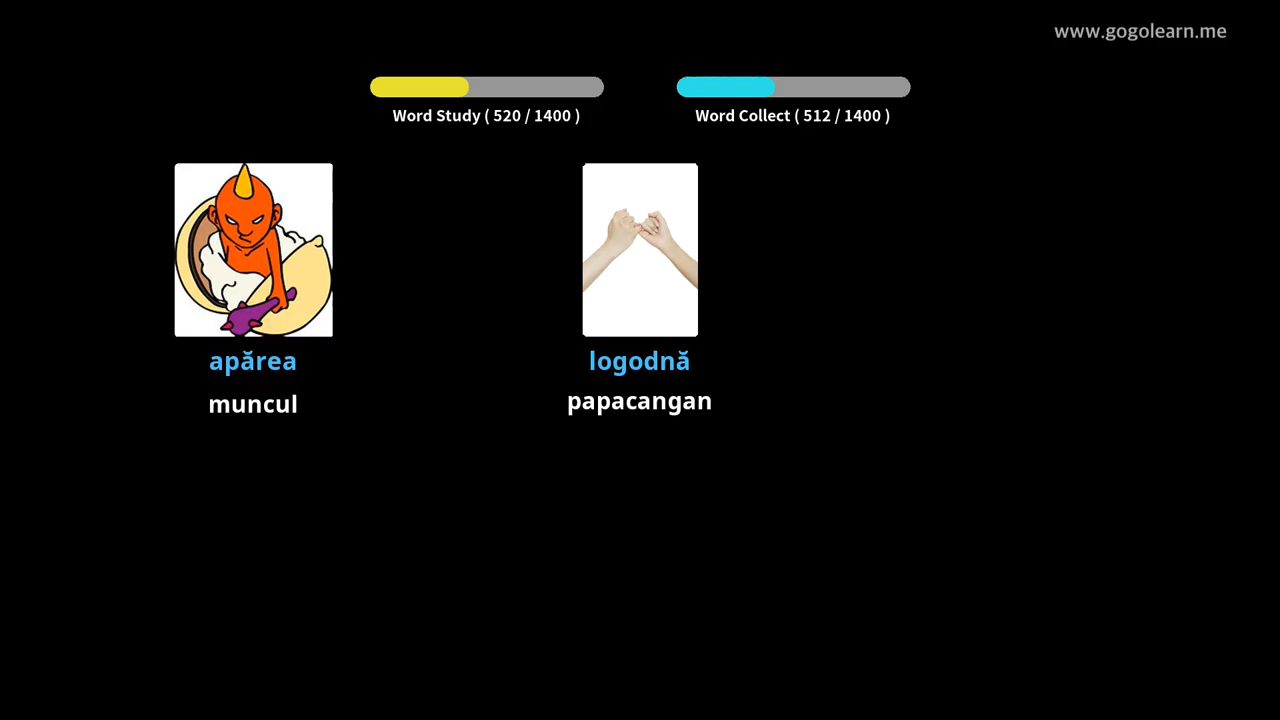 www.gogolearn.me
Word Study ( 520 / 1400 )
Word Collect ( 512 / 1400 )
apărea
logodnă
muncul
papacangan